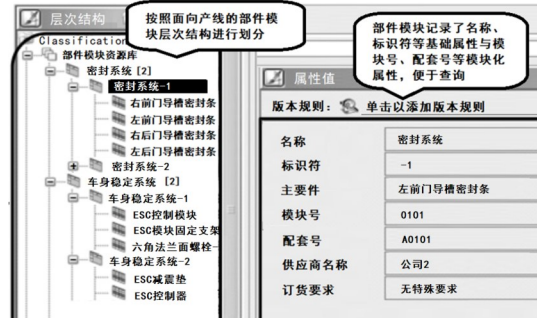 层次结构
按照面向产线的部件模
块层次结构进行划分
Classification
部件模块资源库
密封系统 [2]
密封系统-1
右前门导槽密封条
左前门导槽密封条
右后门导槽密封条
左后门导槽密封条
密封系统-2
车身稳定系统 [2]
车身稳定系统-1
ESC控制模块
ESC模块固定支架
六角法兰面螺栓-
车身稳定系统-2
ESC减震垫
ESC控制器
部件模块记录了名称、
标识符等基础属性与模
块号、配套号等模块化
属性，便于查询
属性值
版本规则： 单击以添加版本规则
名称 密封系统
标识符 -1
主要件 左前门导槽密封条
模块号 0101
配套号 A0101
供应商名称 公司2
订货要求 无特殊要求